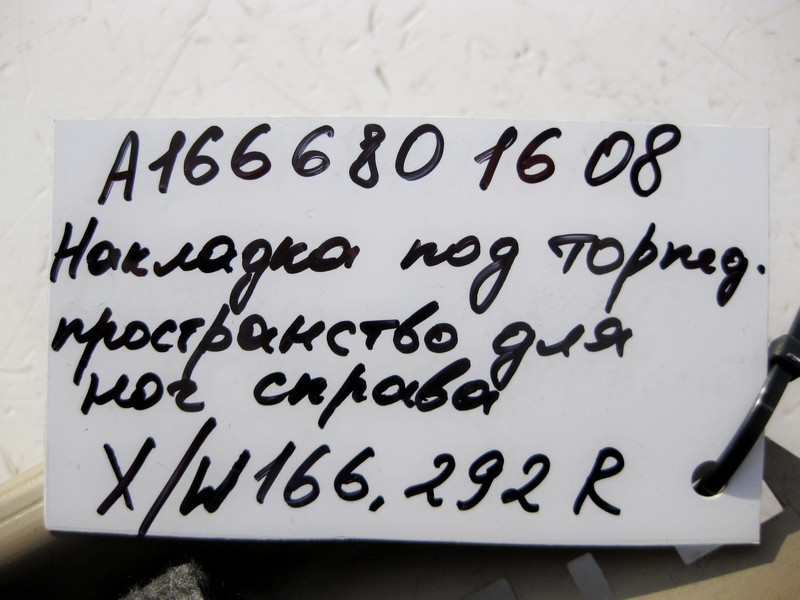 A166 680 16 08
Накладка под торпед.
пространство для
ног справа
X/W166, 292 R